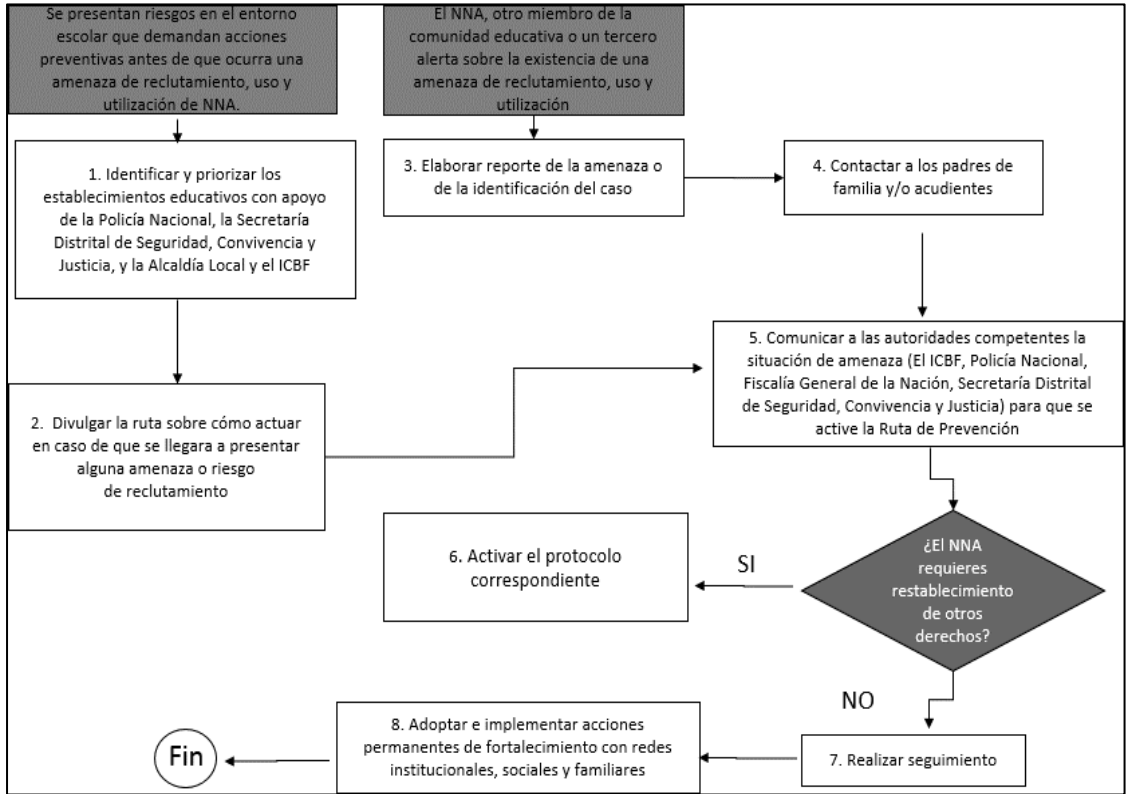 Se presentan riesgos en el entorno
escolar que demandan acciones
preventivas antes de que ocurra una
amenaza de reclutamiento, uso y
utilización de NNA.
El NNA, otro miembro de la
comunidad educativa o un tercero
alerta sobre la existencia de una
amenaza de reclutamiento, uso y
utilización
1. Identificar y priorizar los
establecimientos educativos con apoyo
de la Policía Nacional, la Secretaría
Distrital de Seguridad, Convivencia y
Justicia, y la Alcaldía Local y el ICBF
3. Elaborar reporte de la amenaza o
de la identificación del caso
4. Contactar a los padres de
familia y/o acudientes
2. Divulgar la ruta sobre cómo actuar
en caso de que se llegara a presentar
alguna amenaza o riesgo
de reclutamiento
5. Comunicar a las autoridades competentes la
situación de amenaza (El ICBF, Policía Nacional,
Fiscalía General de la Nación, Secretaría Distrital
de Seguridad, Convivencia y Justicia) para que se
active la Ruta de Prevención
¿El NNA
requieres
restablecimiento
de otros
derechos?
SI
6. Activar el protocolo
correspondiente
NO
7. Realizar seguimiento
8. Adoptar e implementar acciones
permanentes de fortalecimiento con redes
institucionales, sociales y familiares
Fin